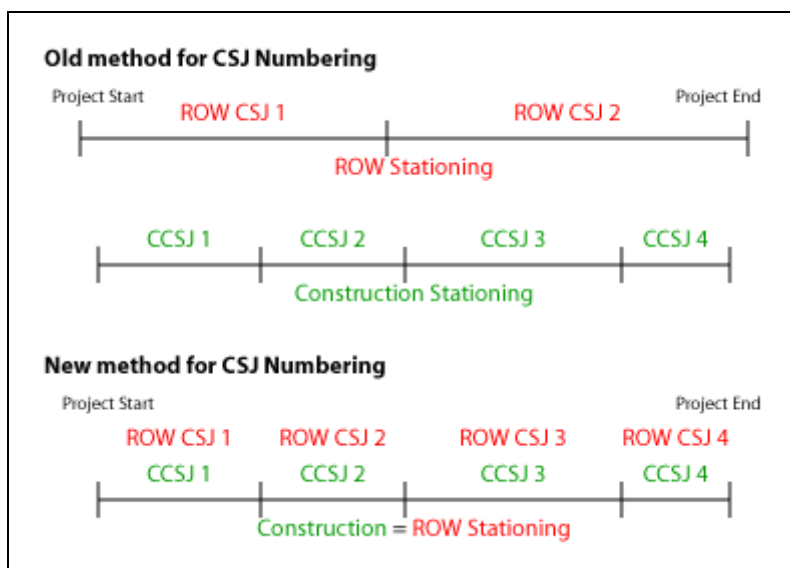 Old method for CSJ Numbering
Project Start Project End
ROW CSJ 1 ROW CSJ 2
ROW Stationing
CCSJ 1 CCSJ 2 CCSJ 3 CCSJ 4
Construction Stationing
New method for CSJ Numbering
Project Start Project End
ROW CSJ 1 ROW CSJ 2 ROW CSJ 3 ROW CSJ 4
CCSJ 1 CCSJ 2 CCSJ 3 CCSJ 4
Construction = ROW Stationing